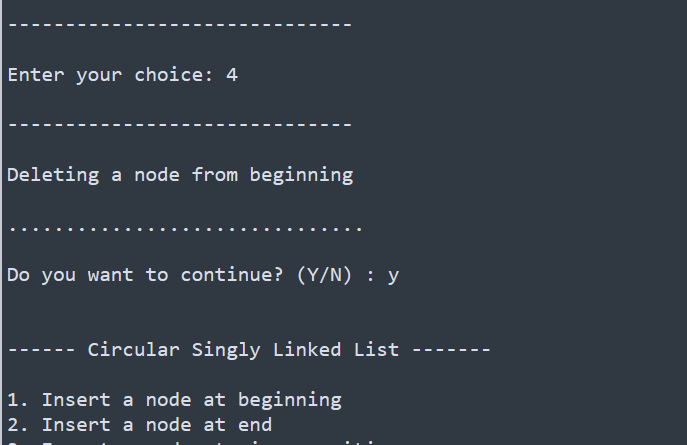 ------------------------------
Enter your choice: 4
------------------------------
Deleting a node from beginning
...............................
Do you want to continue? (Y/N) : y
------ Circular Singly Linked List -------
1. Insert a node at beginning
2. Insert a node at end